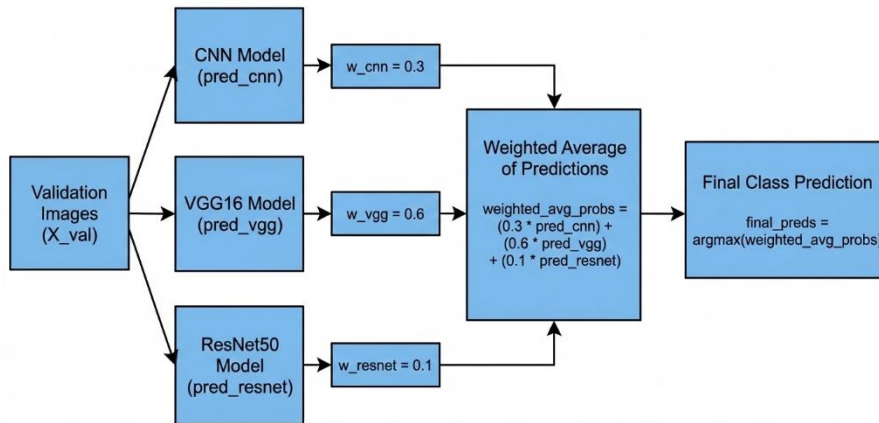 Validation
Images
(X_val)
CNN Model
(pred_cnn)
w_cnn = 0.3
VGG16 Model
(pred_vgg)
w_vgg = 0.6
ResNet50
Model
(pred_resnet)
w_resnet = 0.1
Weighted Average
of Predictions
weighted_avg_probs =
(0.3 * pred_cnn) +
(0.6 * pred_vgg)
+ (0.1 * pred_resnet)
Final Class Prediction
final_preds =
argmax(weighted_avg_probs)